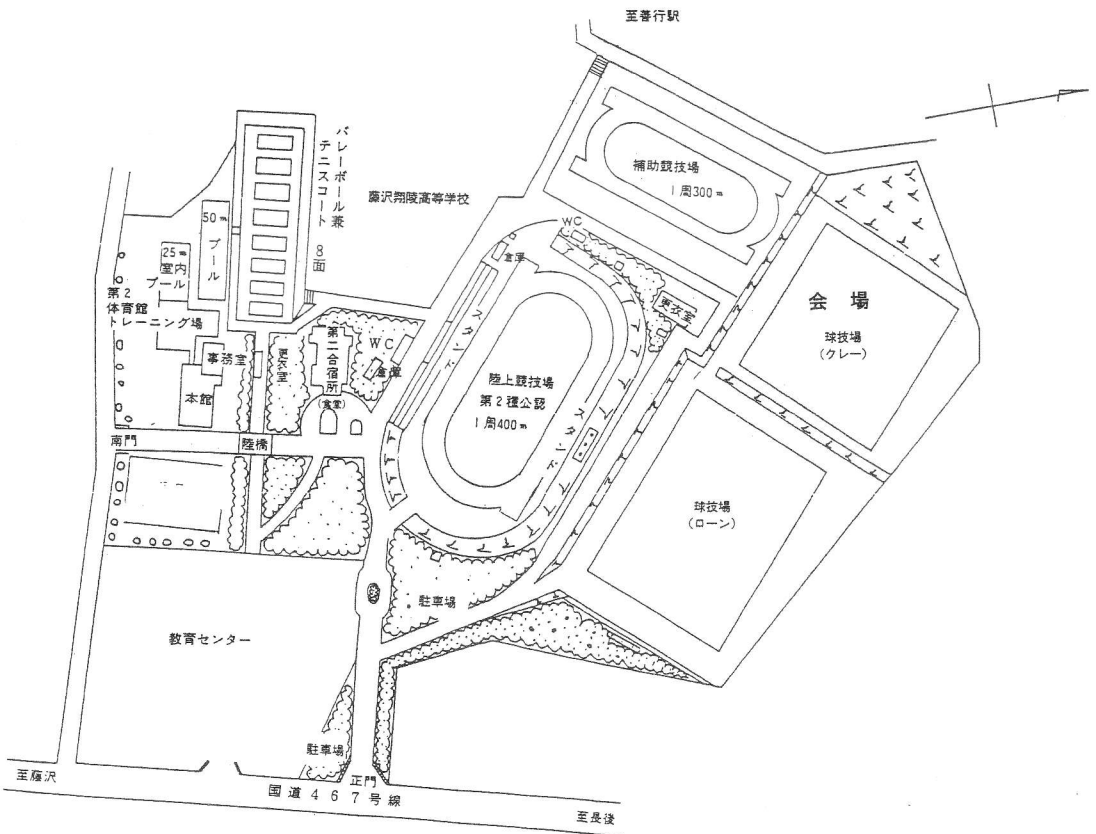 至善行駅
補助競技場
1周300m
バレーボール兼
テニスコート 8面
藤沢翔陵高等学校
WC
倉庫
50m
プール
25m
室内
プール
会場
球技場
(クレー)
第2
体育館
トレーニング場
更衣室
スタンド
事務室
更衣室
第二合宿所
(食堂)
WC
倉庫
本館
陸上競技場
第2種公認
1周400m
スタンド
南門
陸橋
球技場
(ローン)
駐車場
教育センター
駐車場
正門
至藤沢
国道467号線
至長後